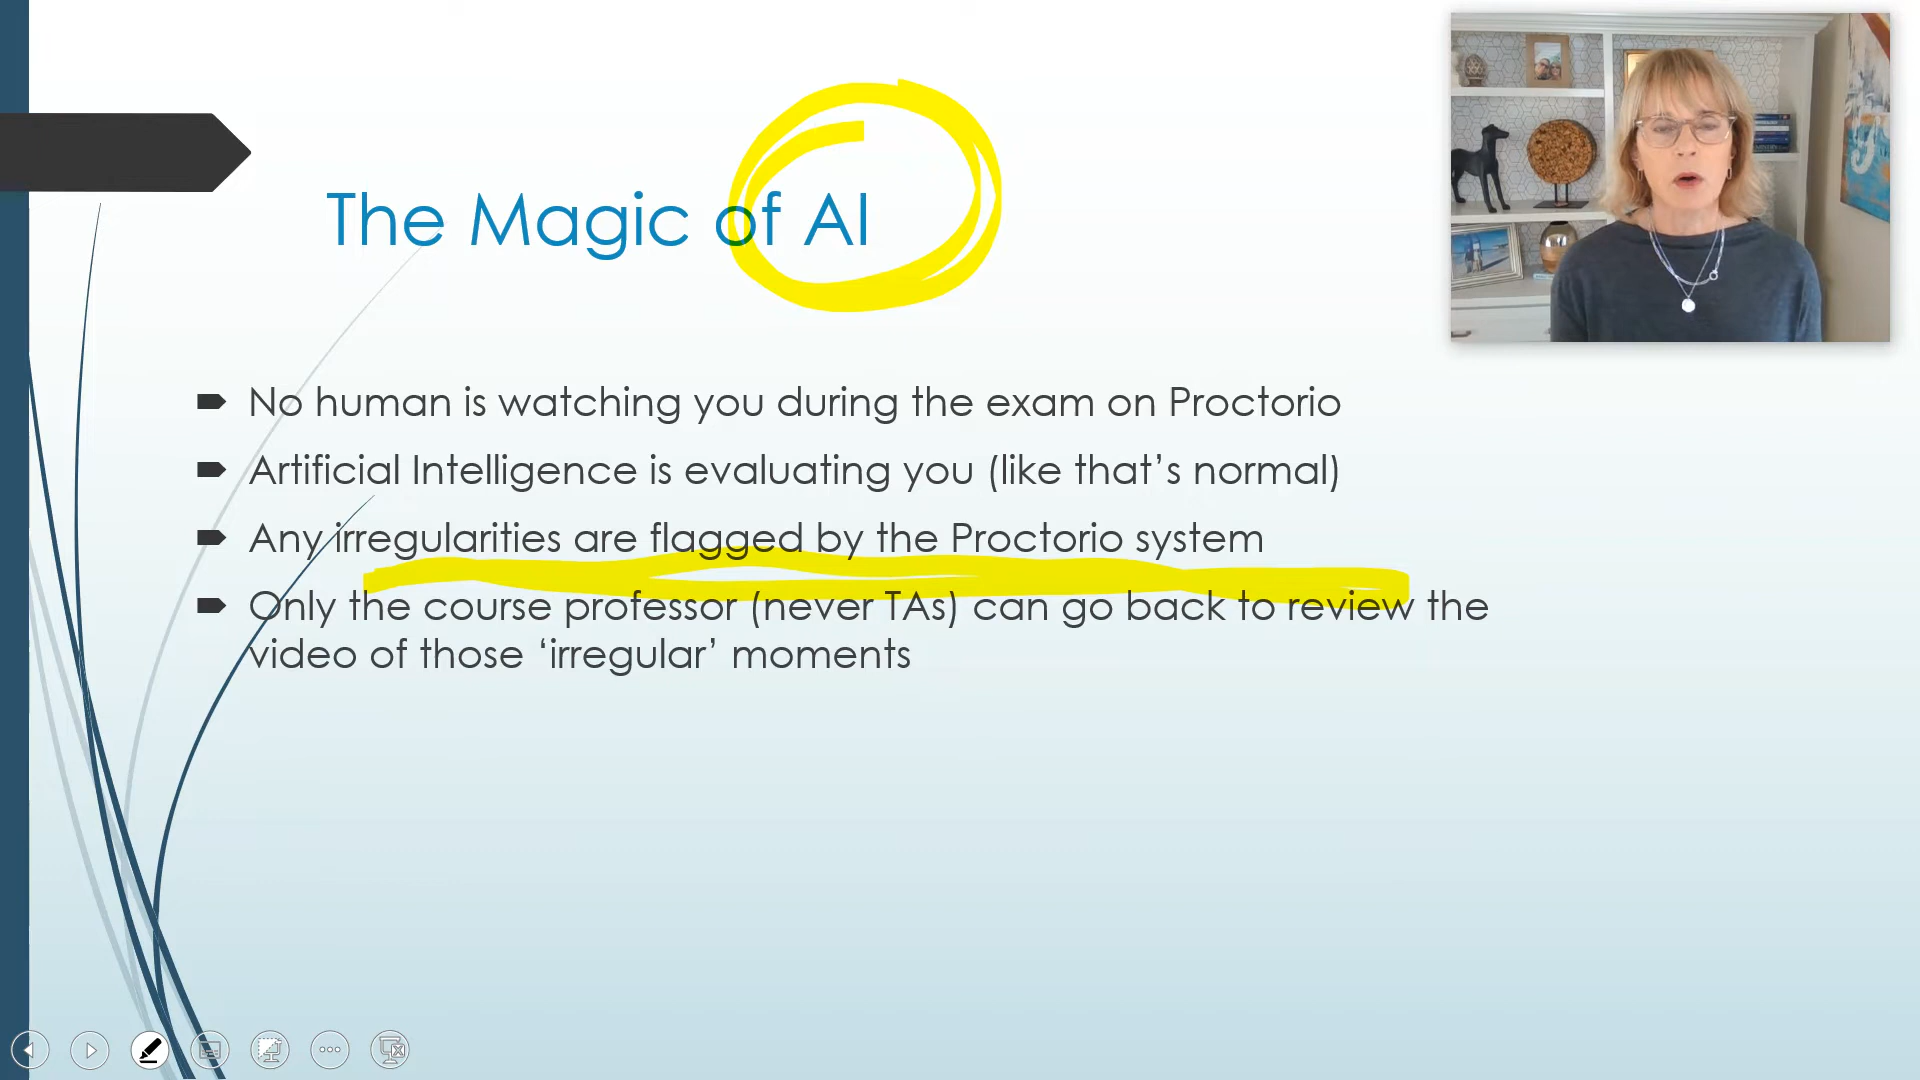 The Magic of AI
No human is watching you during the exam on Proctorio
Artificial Intelligence is evaluating you (like that’s normal)
Any irregularities are flagged by the Proctorio system
Only the course professor (never TAs) can go back to review the
video of those ‘irregular’ moments